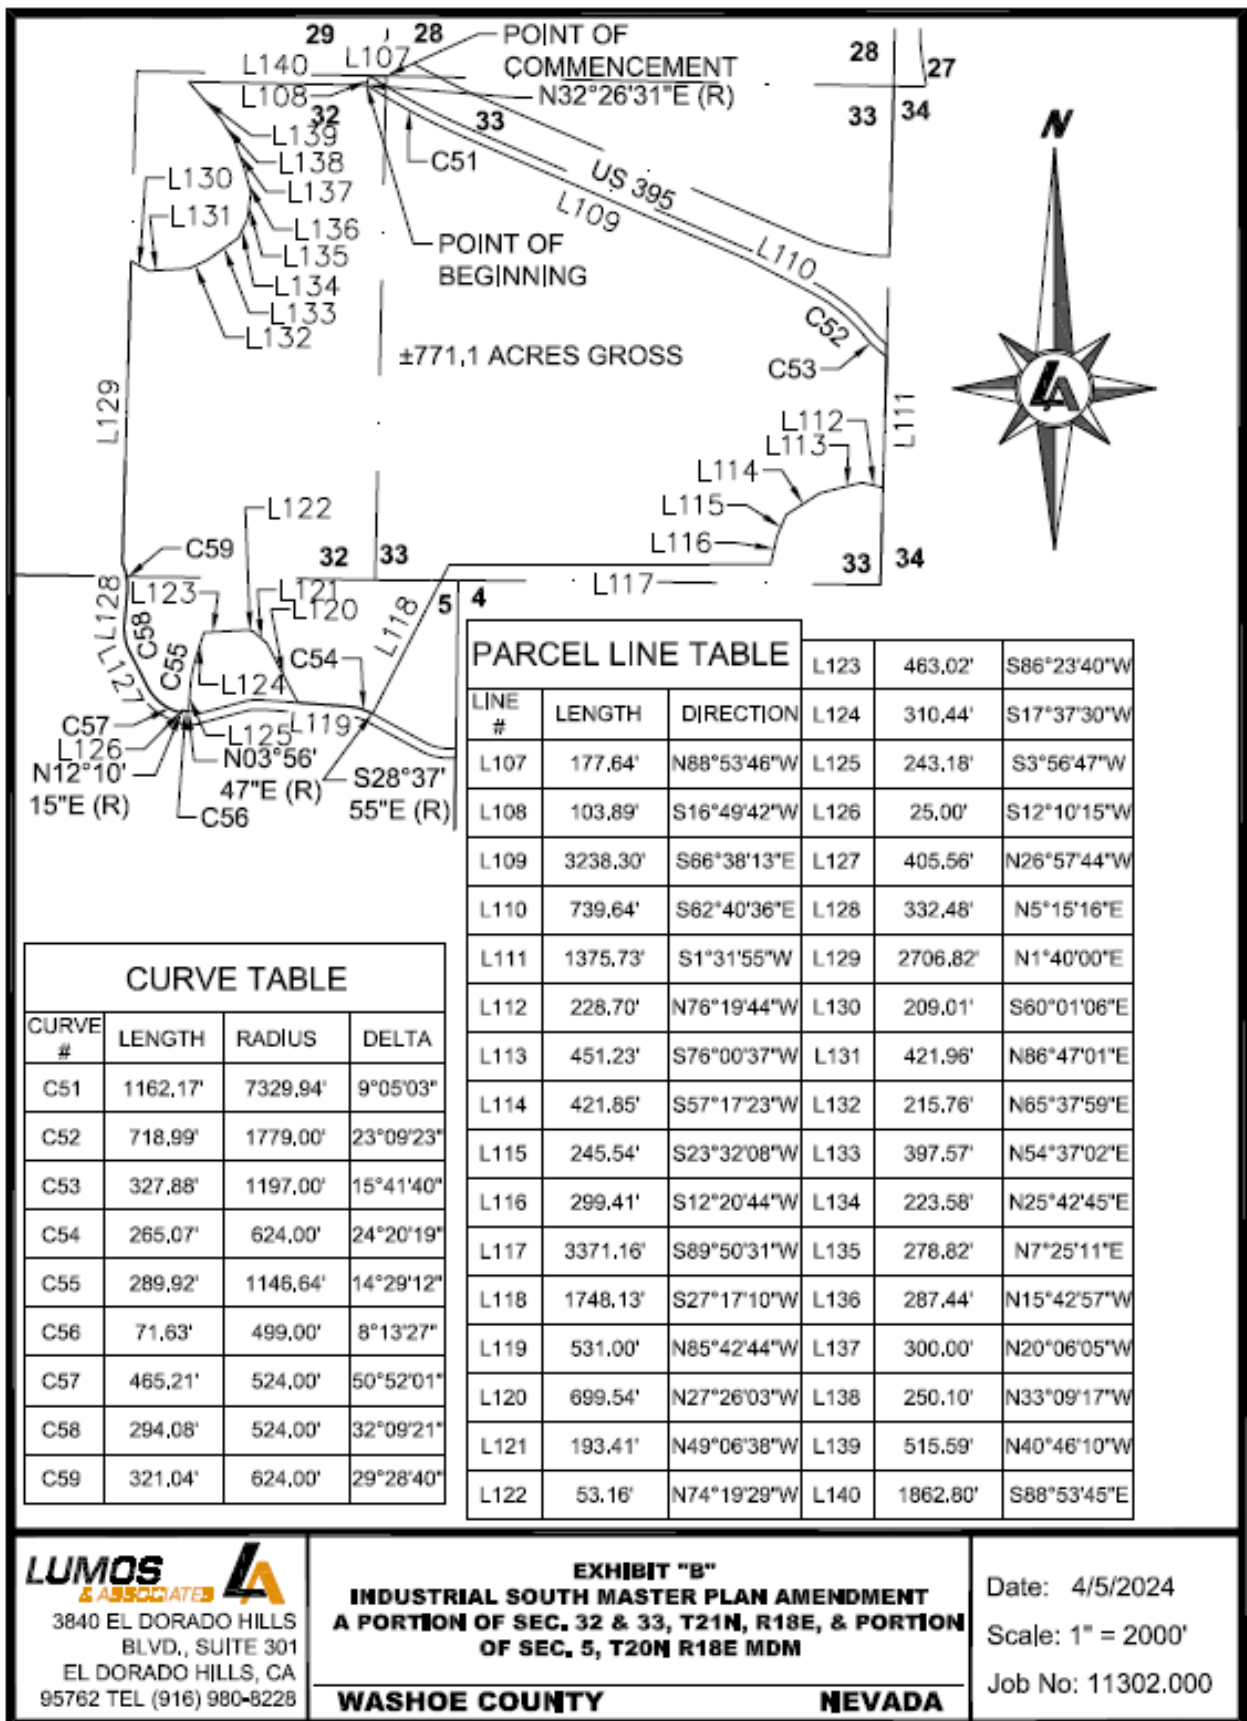 29
28
POINT OF
COMMENCEMENT
N32°26'31"E (R)
L107
L140
L108
32
33
28
27
33
34
N
L139
L138
L137
L136
L135
L134
L133
L132
L130
L131
C51
US 395
L109
L110
POINT OF
BEGINNING
±771.1 ACRES GROSS
C52
C53
L129
L111
L112
L113
L114
L115
L116
L122
C59
32
33
33
34
L117
L128
L123
L121
L120
L118
5
4
C58
C55
C54
L127
L124
L119
C57
L125
L126
N12°10'
15"E (R)
N03°56'
47"E (R)
S28°37'
55"E (R)
C56
PARCEL LINE TABLE
LINE # LENGTH DIRECTION
L107 177.64' N88°53'46"W
L108 103.89' S16°49'42"W
L109 3238.30' S66°38'13"E
L110 739.64' S62°40'36"E
L111 1375.73' S1°31'55"W
L112 228.70' N76°19'44"W
L113 451.23' S76°00'37"W
L114 421.85' S57°17'23"W
L115 245.54' S23°32'08"W
L116 299.41' S12°20'44"W
L117 3371.16' S89°50'31"W
L118 1748.13' S27°17'10"W
L119 531.00' N85°42'44"W
L120 699.54' N27°26'03"W
L121 193.41' N49°06'38"W
L122 53.16' N74°19'29"W
L123 463.02' S86°23'40"W
L124 310.44' S17°37'30"W
L125 243.18' S3°56'47"W
L126 25.00' S12°10'15"W
L127 405.56' N26°57'44"W
L128 332.48' N5°15'16"E
L129 2706.82' N1°40'00"E
L130 209.01' S60°01'06"E
L131 421.96' N86°47'01"E
L132 215.76' N65°37'59"E
L133 397.57' N54°37'02"E
L134 223.58' N25°42'45"E
L135 278.82' N7°25'11"E
L136 287.44' N15°42'57"W
L137 300.00' N20°06'05"W
L138 250.10' N33°09'17"W
L139 515.59' N40°46'10"W
L140 1862.80' S88°53'45"E
CURVE TABLE
CURVE # LENGTH RADIUS DELTA
C51 1162.17' 7329.94' 9°05'03"
C52 718.99' 1779.00' 23°09'23"
C53 327.88' 1197.00' 15°41'40"
C54 265.07' 624.00' 24°20'19"
C55 289.92' 1146.64' 14°29'12"
C56 71.63' 499.00' 8°13'27"
C57 465.21' 524.00' 50°52'01"
C58 294.08' 524.00' 32°09'21"
C59 321.04' 624.00' 29°28'40"
LUMOS
& ASSOCIATES
3840 EL DORADO HILLS
BLVD., SUITE 301
EL DORADO HILLS, CA
95762 TEL (916) 980-8228
EXHIBIT "B"
INDUSTRIAL SOUTH MASTER PLAN AMENDMENT
A PORTION OF SEC. 32 & 33, T21N, R18E, & PORTION
OF SEC. 5, T20N R18E MDM
WASHOE COUNTY NEVADA
Date: 4/5/2024
Scale: 1" = 2000'
Job No: 11302.000